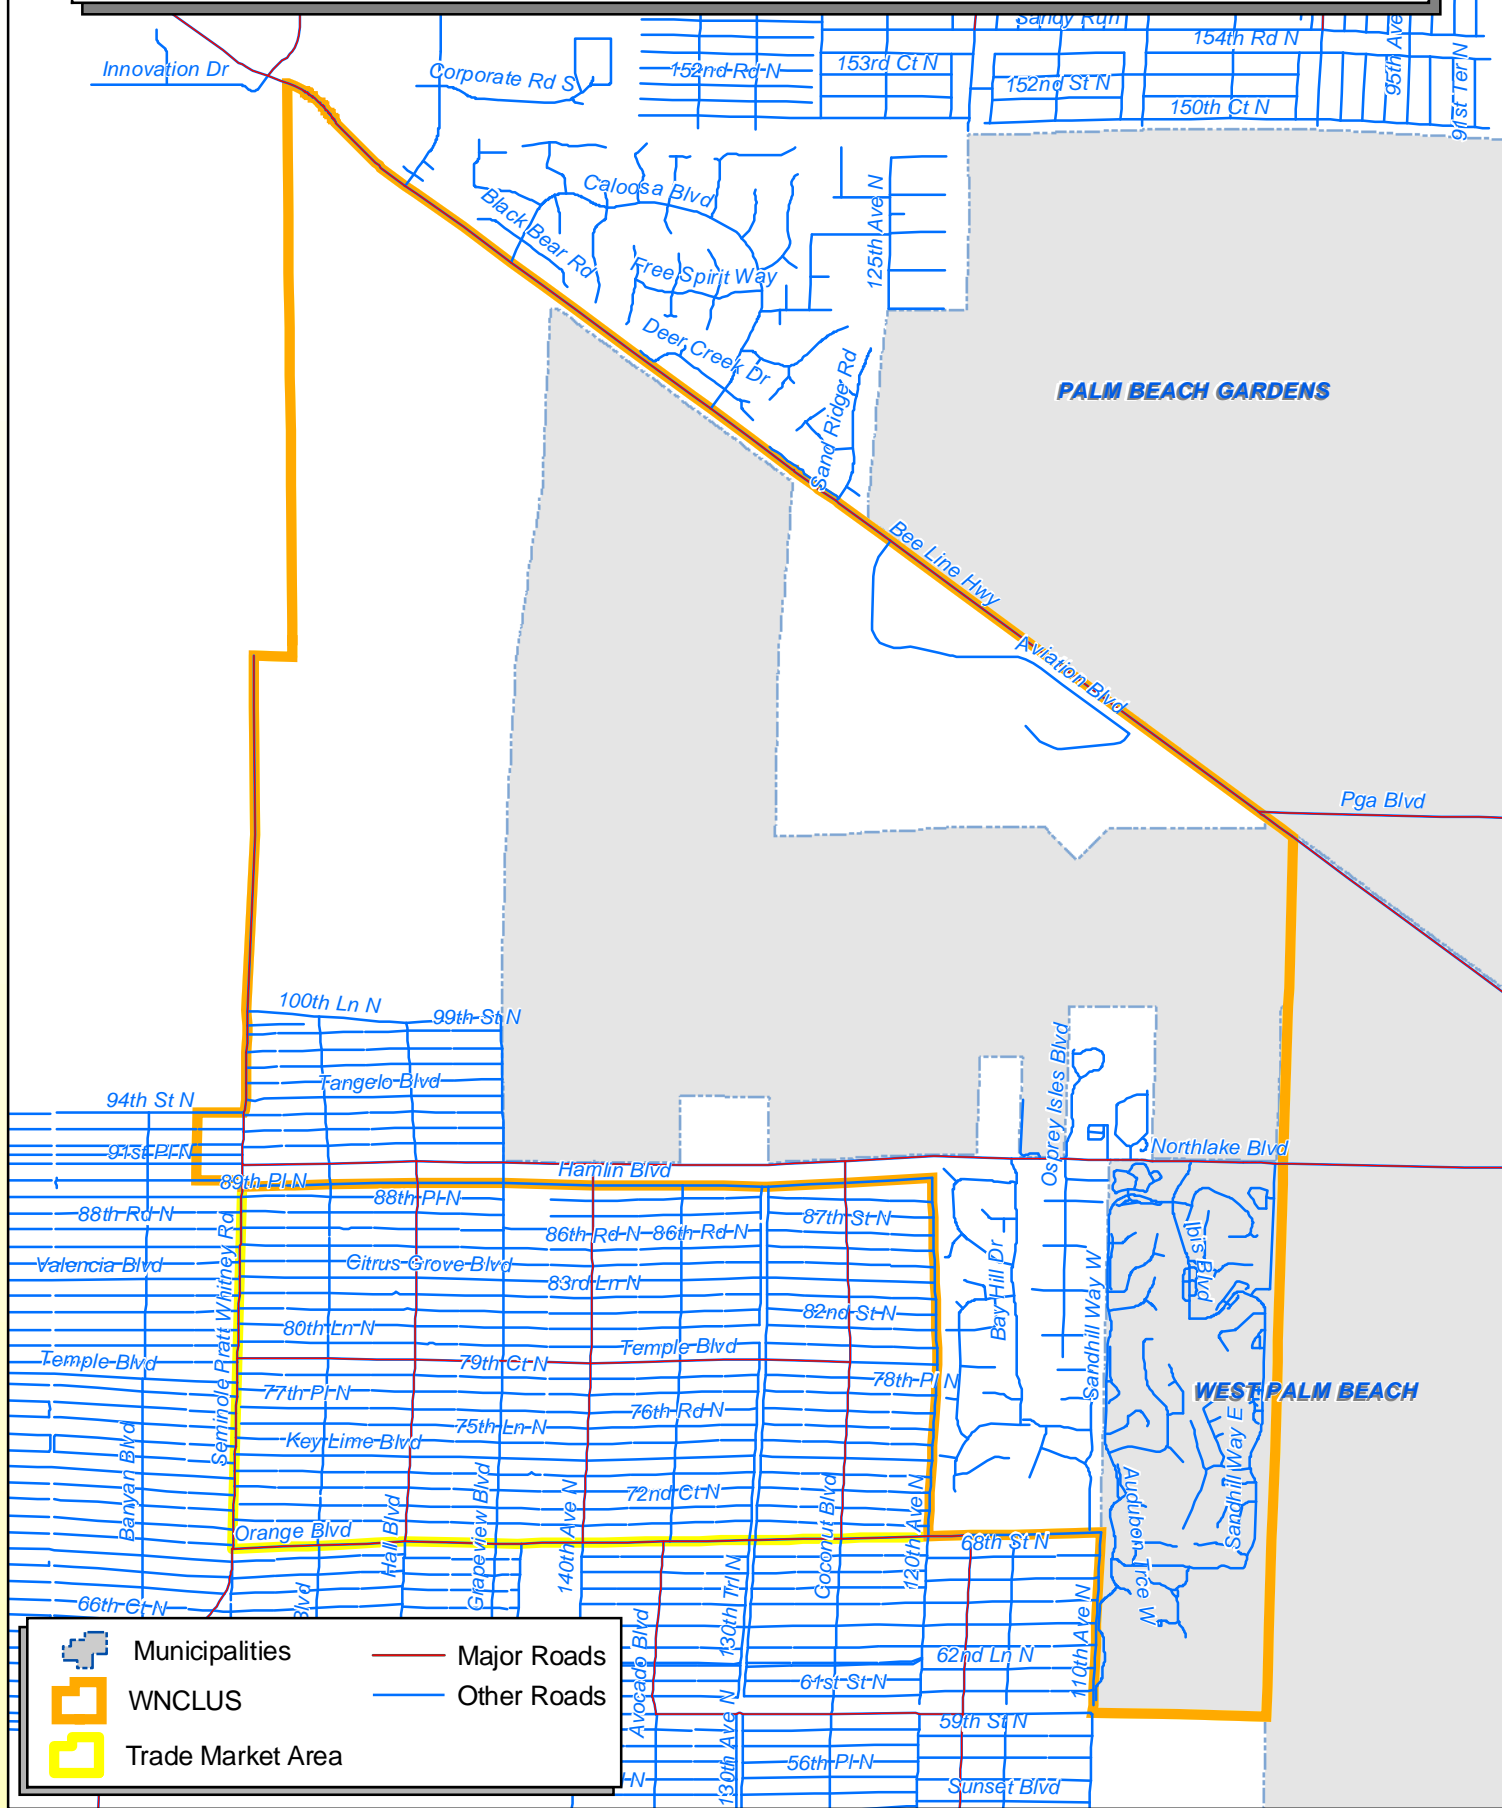 Sandy Run
154th Rd N
95th Ave
91st Ter N
Innovation Dr
Corporate Rd S
152nd Rd N
153rd Ct N
152nd St N
150th Ct N
Caloosa Blvd
Black Bear Rd
Free Spirit Way
125th Ave N
Deer Creek Dr
Sand Ridge Rd
PALM BEACH GARDENS
Bee Line Hwy
Aviation Blvd
Pga Blvd
100th Ln N
99th St N
Tangelo Blvd
94th St N
Osprey Isles Blvd
91st Pl N
Northlake Blvd
Hamlin Blvd
89th Pl N
88th Pl N
88th Rd N
87th St N
86th Rd N
86th Rd N
Ibis Blvd
Valencia Blvd
Seminole Pratt Whitney Rd
Citrus Grove Blvd
83rd Ln N
82nd St N
Bay Hill Dr
Sandhill Way W
80th Ln N
Temple Blvd
Temple Blvd
79th Ct N
78th Pl N
77th Pl N
76th Rd N
WEST PALM BEACH
75th Ln N
Key Lime Blvd
Banyan Blvd
Sandhill Way E
72nd Ct N
Orange Blvd
Hall Blvd
Grapeview Blvd
140th Ave N
Coconut Blvd
120th Ave N
68th St N
Audubon Trce W
66th Ct N
Blvd
130th Trl N
110th Ave N
Avocado Blvd
62nd Ln N
61st St N
59th St N
130th Ave N
56th Pl N
N
Sunset Blvd
Municipalities
Major Roads
WNCLUS
Other Roads
Trade Market Area